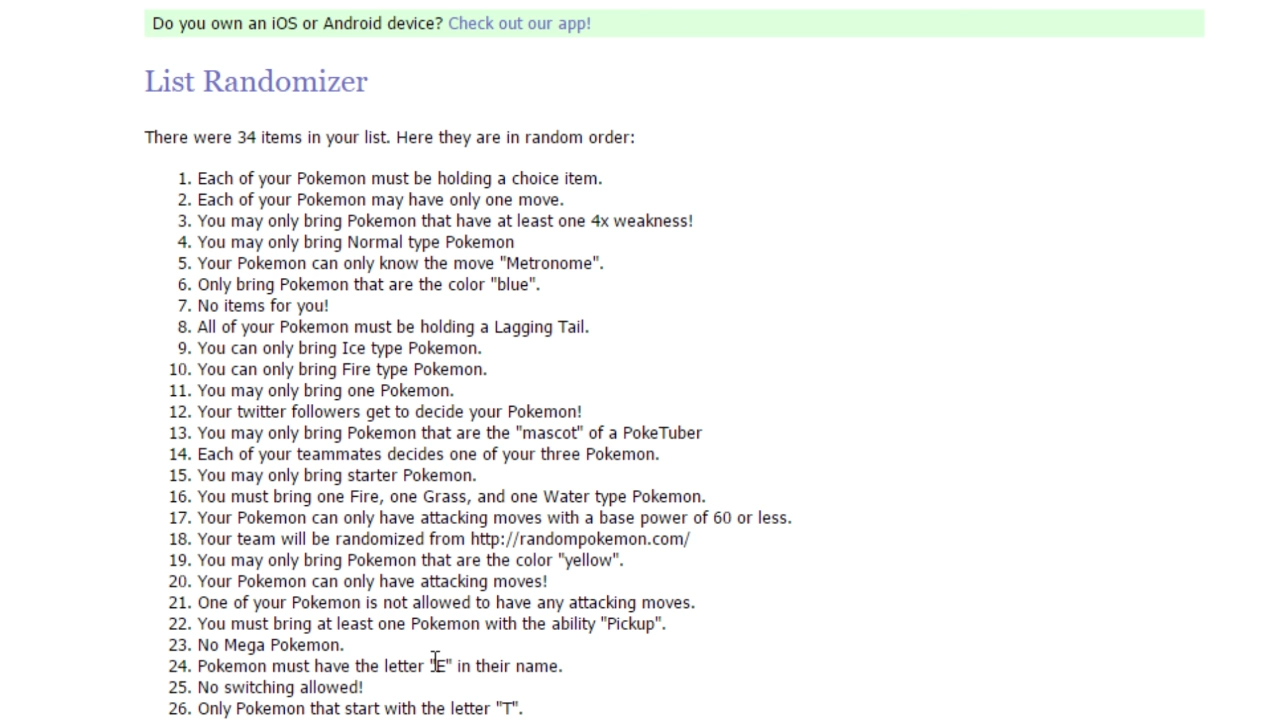 Do you own an iOS or Android device? Check out our app!
List Randomizer
There were 34 items in your list. Here they are in random order:
1. Each of your Pokemon must be holding a choice item.
2. Each of your Pokemon may have only one move.
3. You may only bring Pokemon that have at least one 4x weakness!
4. You may only bring Normal type Pokemon
5. Your Pokemon can only know the move "Metronome".
6. Only bring Pokemon that are the color "blue".
7. No items for you!
8. All of your Pokemon must be holding a Lagging Tail.
9. You can only bring Ice type Pokemon.
10. You can only bring Fire type Pokemon.
11. You may only bring one Pokemon.
12. Your twitter followers get to decide your Pokemon!
13. You may only bring Pokemon that are the "mascot" of a PokeTuber
14. Each of your teammates decides one of your three Pokemon.
15. You may only bring starter Pokemon.
16. You must bring one Fire, one Grass, and one Water type Pokemon.
17. Your Pokemon can only have attacking moves with a base power of 60 or less.
18. Your team will be randomized from http://randompokemon.com/
19. You may only bring Pokemon that are the color "yellow".
20. Your Pokemon can only have attacking moves!
21. One of your Pokemon is not allowed to have any attacking moves.
22. You must bring at least one Pokemon with the ability "Pickup".
23. No Mega Pokemon.
24. Pokemon must have the letter "E" in their name.
25. No switching allowed!
26. Only Pokemon that start with the letter "T".